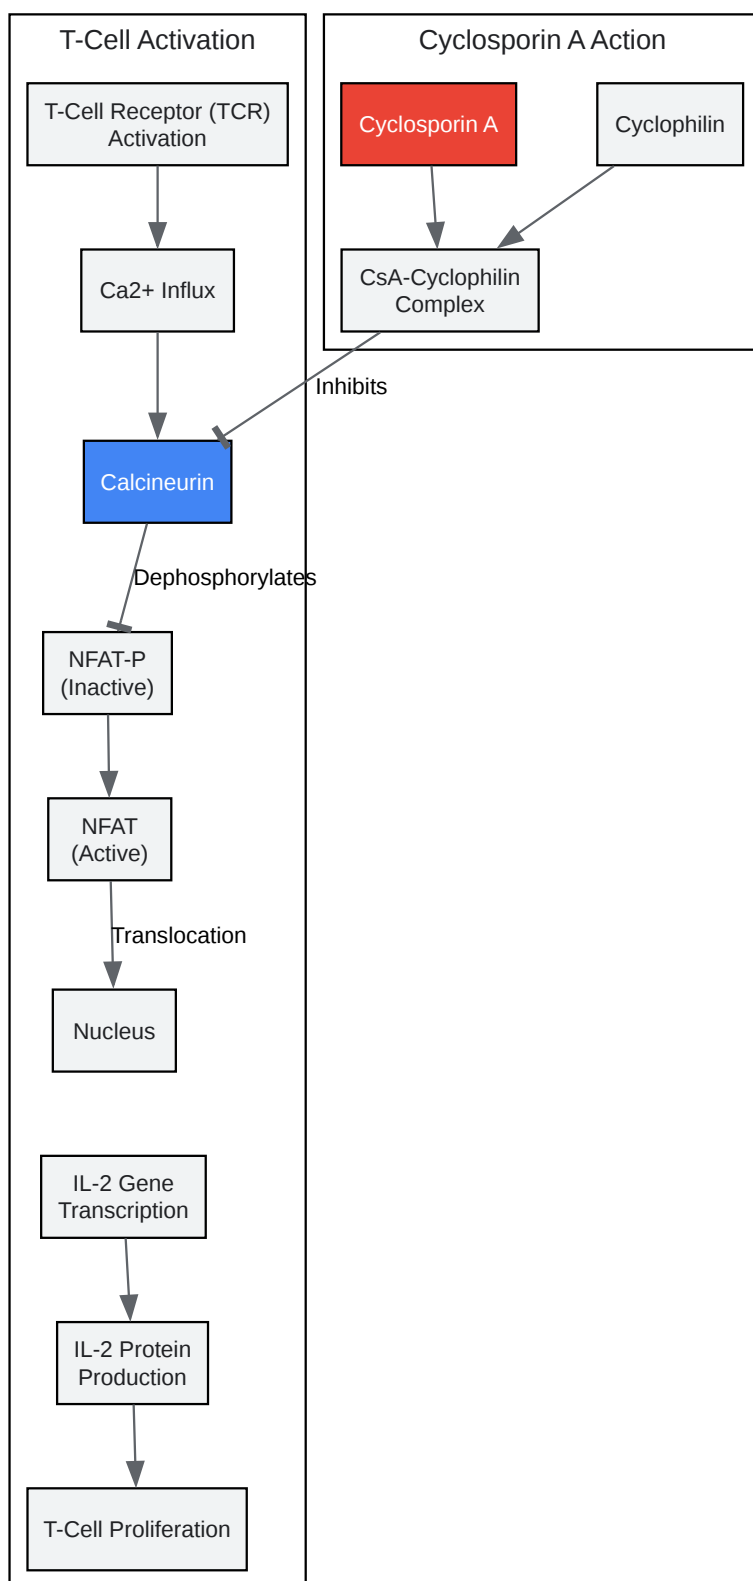 T-Cell Activation
T-Cell Receptor (TCR)
Activation
Ca2+ Influx
Calcineurin
Dephosphorylates
NFAT-P
(Inactive)
NFAT
(Active)
Translocation
Nucleus
IL-2 Gene
Transcription
IL-2 Protein
Production
T-Cell Proliferation
Cyclosporin A Action
Cyclosporin A
Cyclophilin
CsA-Cyclophilin
Complex
Inhibits